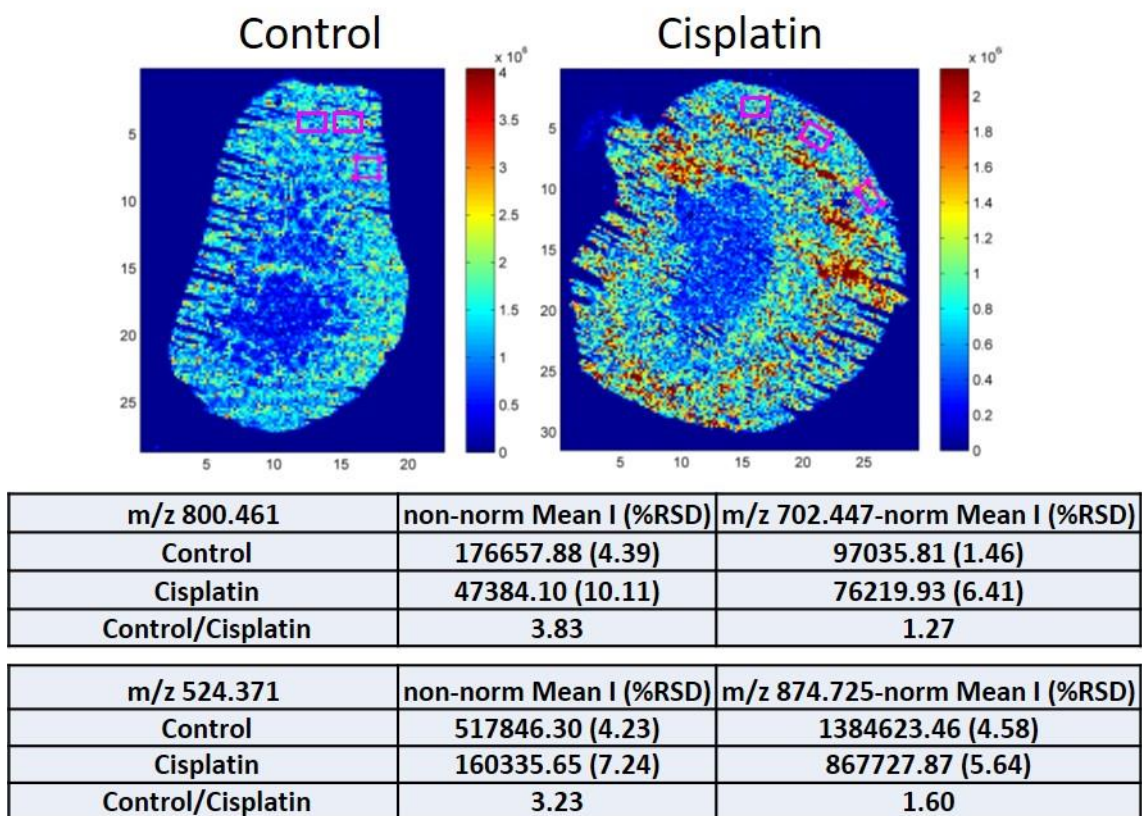 Control Cisplatin
x 10⁶ x 10⁶
4
3.5
3
2.5
2
1.5
1
0.5
0
5
10
15
20
25
5 10 15 20
2
1.8
1.6
1.4
1.2
1
0.8
0.6
0.4
0.2
0
5
10
15
20
25
30
5 10 15 20 25
m/z 800.461 non-norm Mean I (%RSD) m/z 702.447-norm Mean I (%RSD)
Control 176657.88 (4.39) 97035.81 (1.46)
Cisplatin 47384.10 (10.11) 76219.93 (6.41)
Control/Cisplatin 3.83 1.27
m/z 524.371 non-norm Mean I (%RSD) m/z 874.725-norm Mean I (%RSD)
Control 517846.30 (4.23) 1384623.46 (4.58)
Cisplatin 160335.65 (7.24) 867727.87 (5.64)
Control/Cisplatin 3.23 1.60